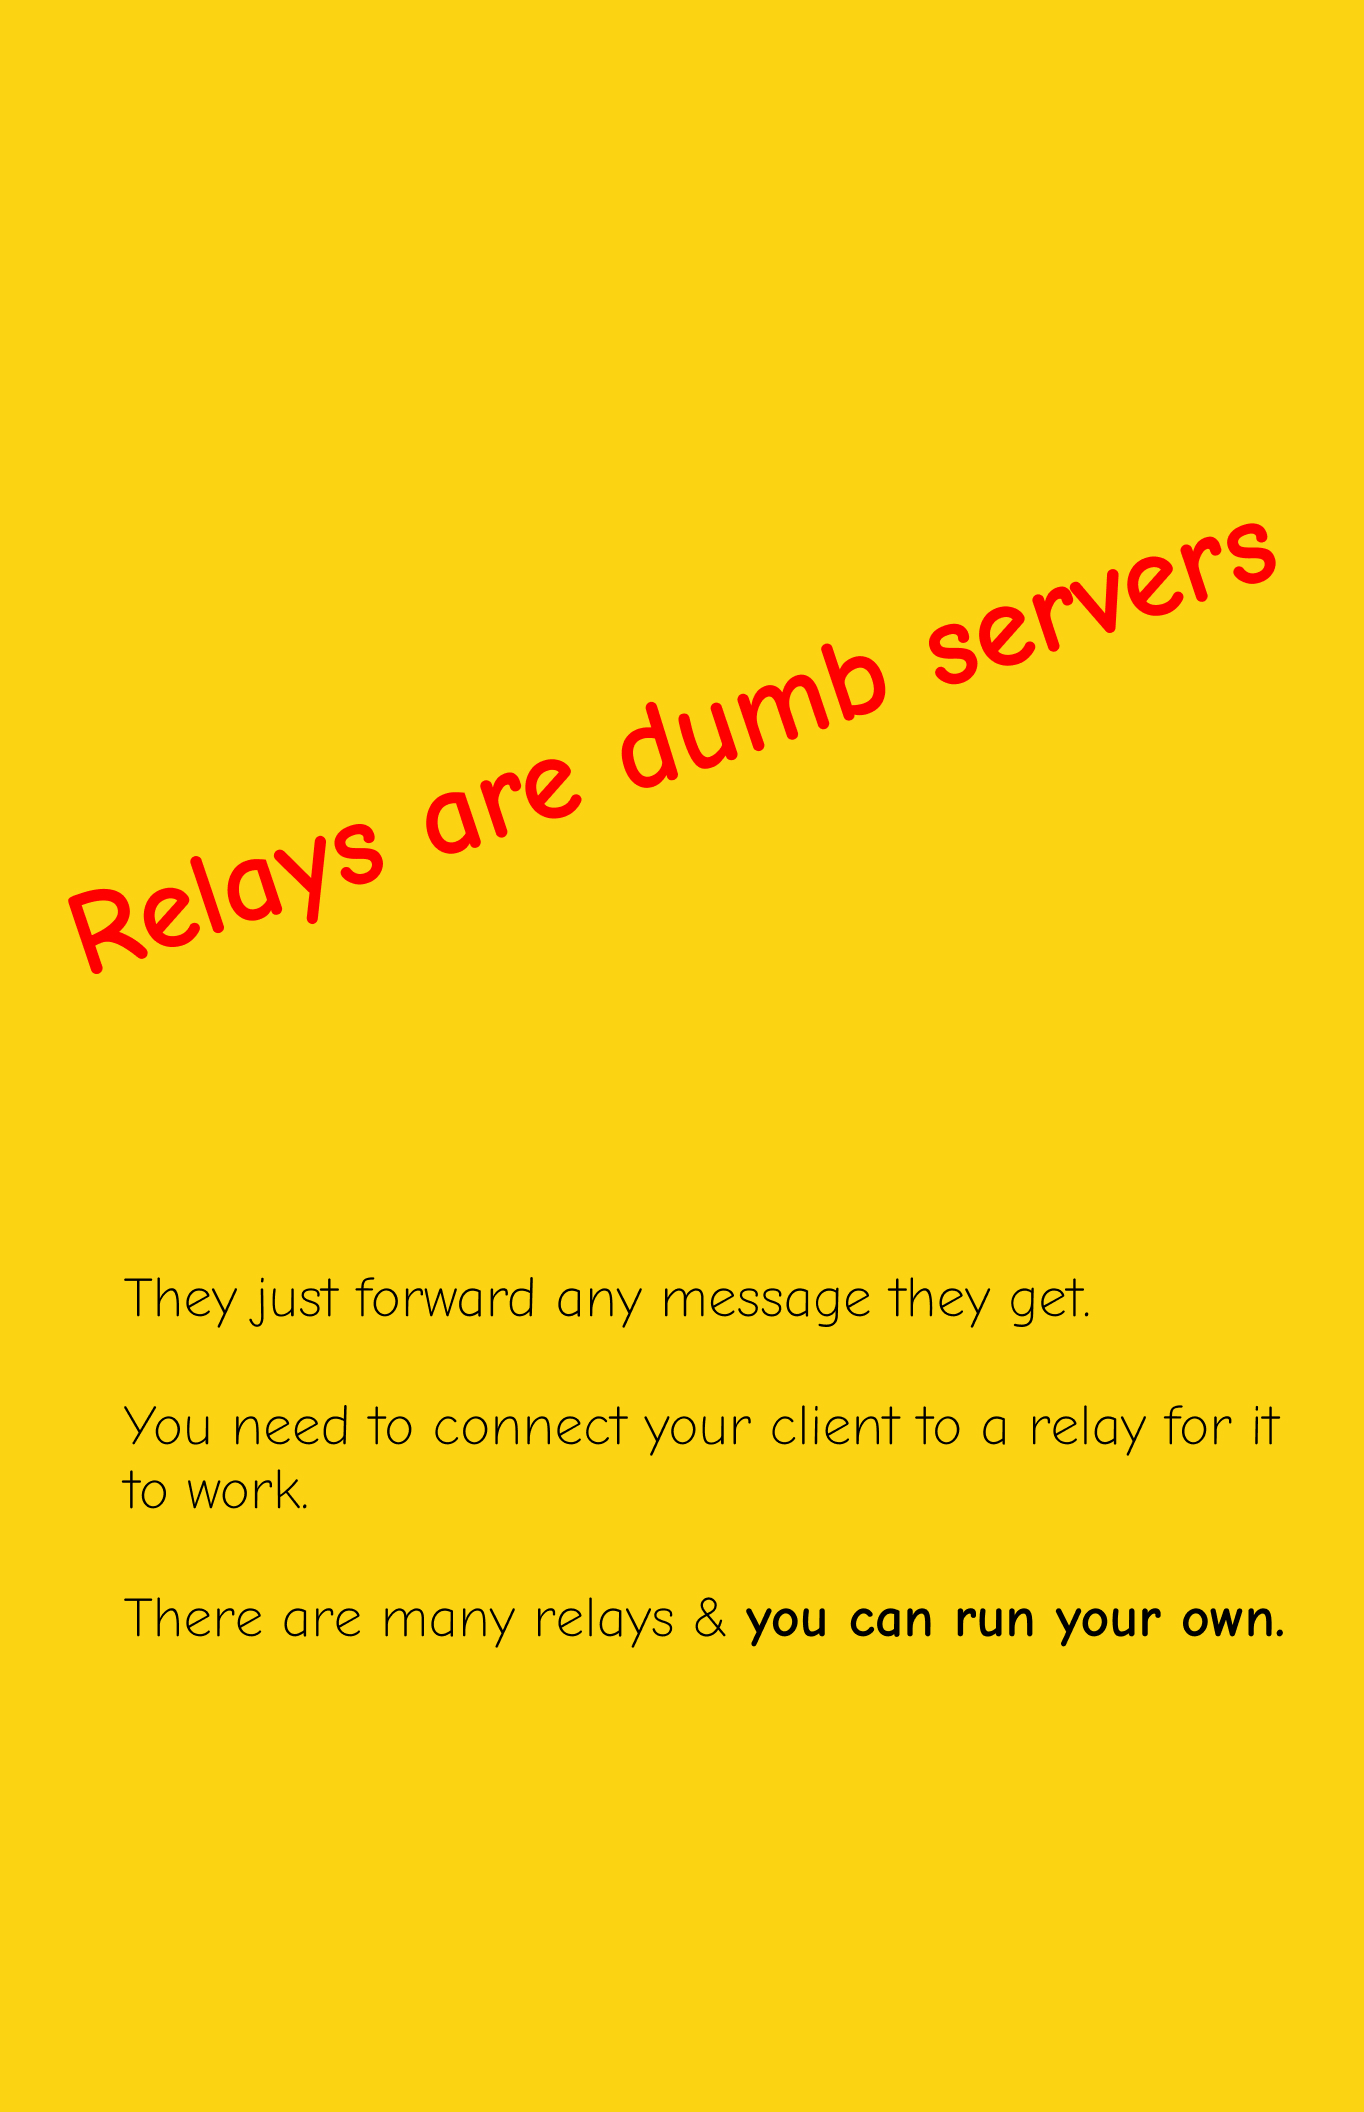 Relays are dumb servers
They just forward any message they get.
You need to connect your client to a relay for it
to work.
There are many relays & you can run your own.